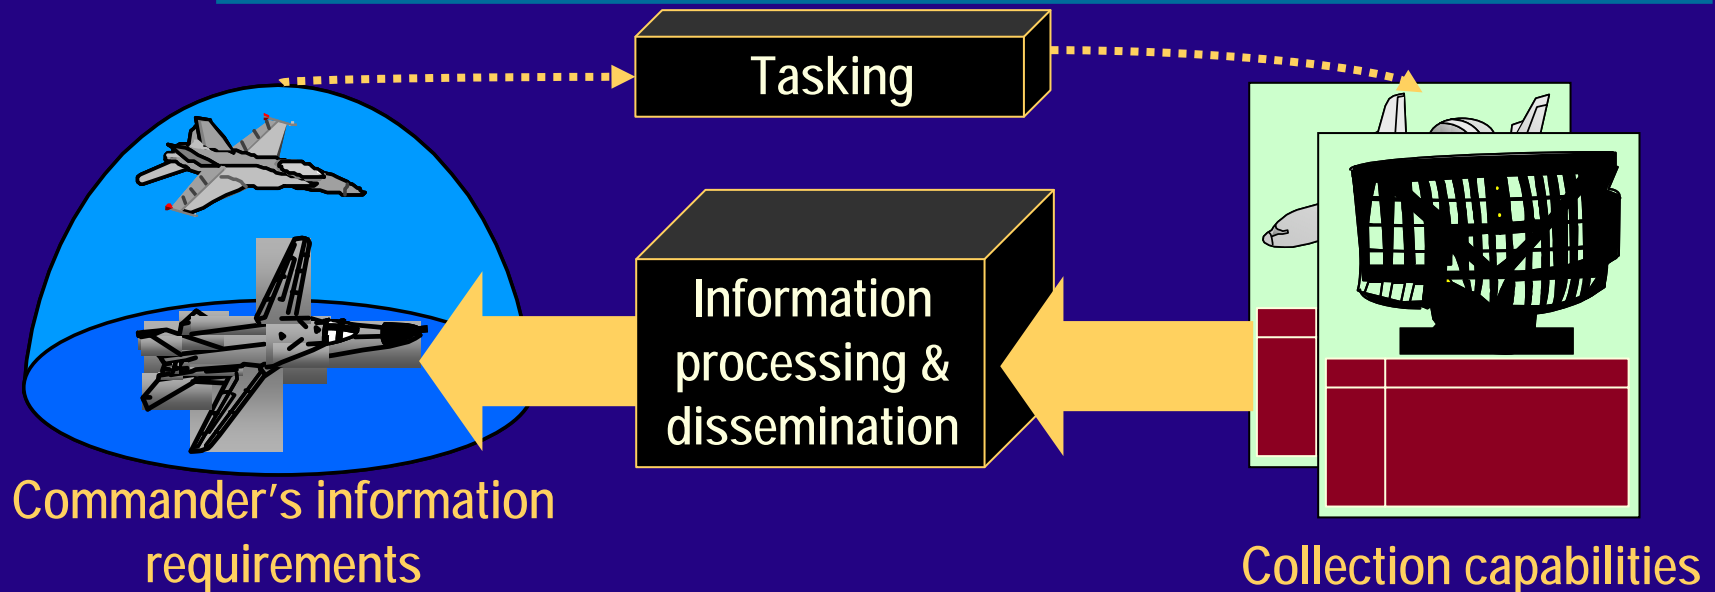 Tasking
Information
processing &
dissemination
Commander's information
requirements
Collection capabilities